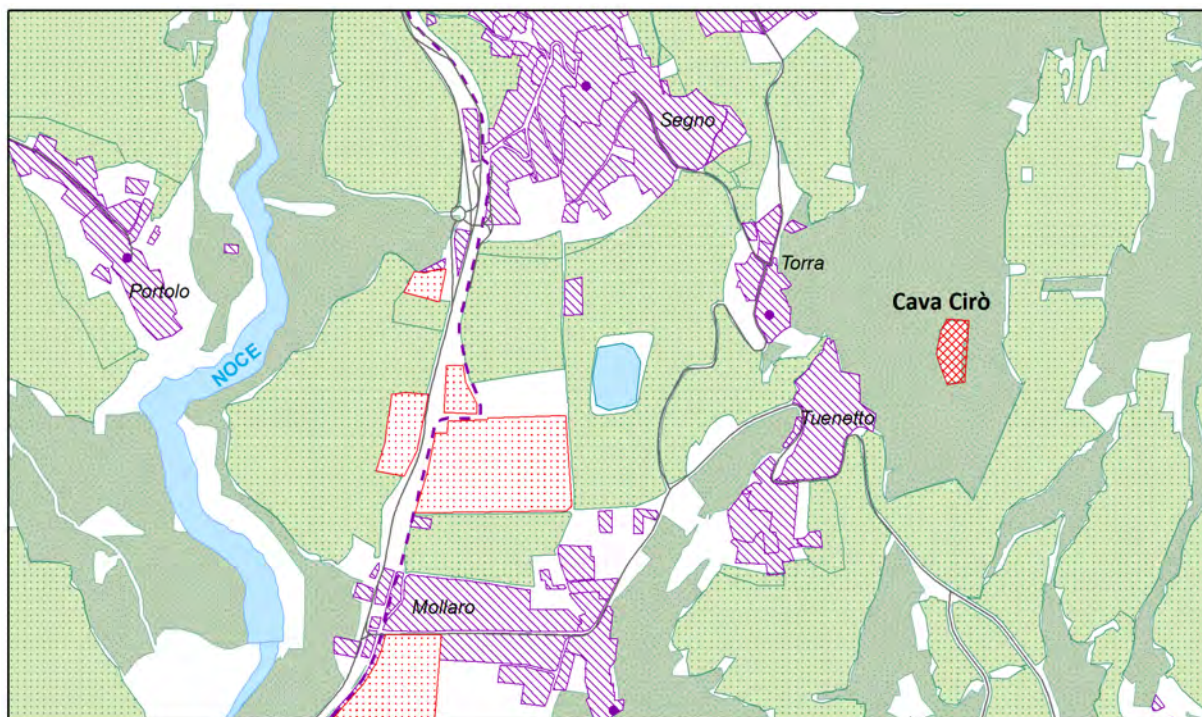 Segno
Torra
Portolo
Cava Cirò
NOCE
Tuenetto
Mollaro